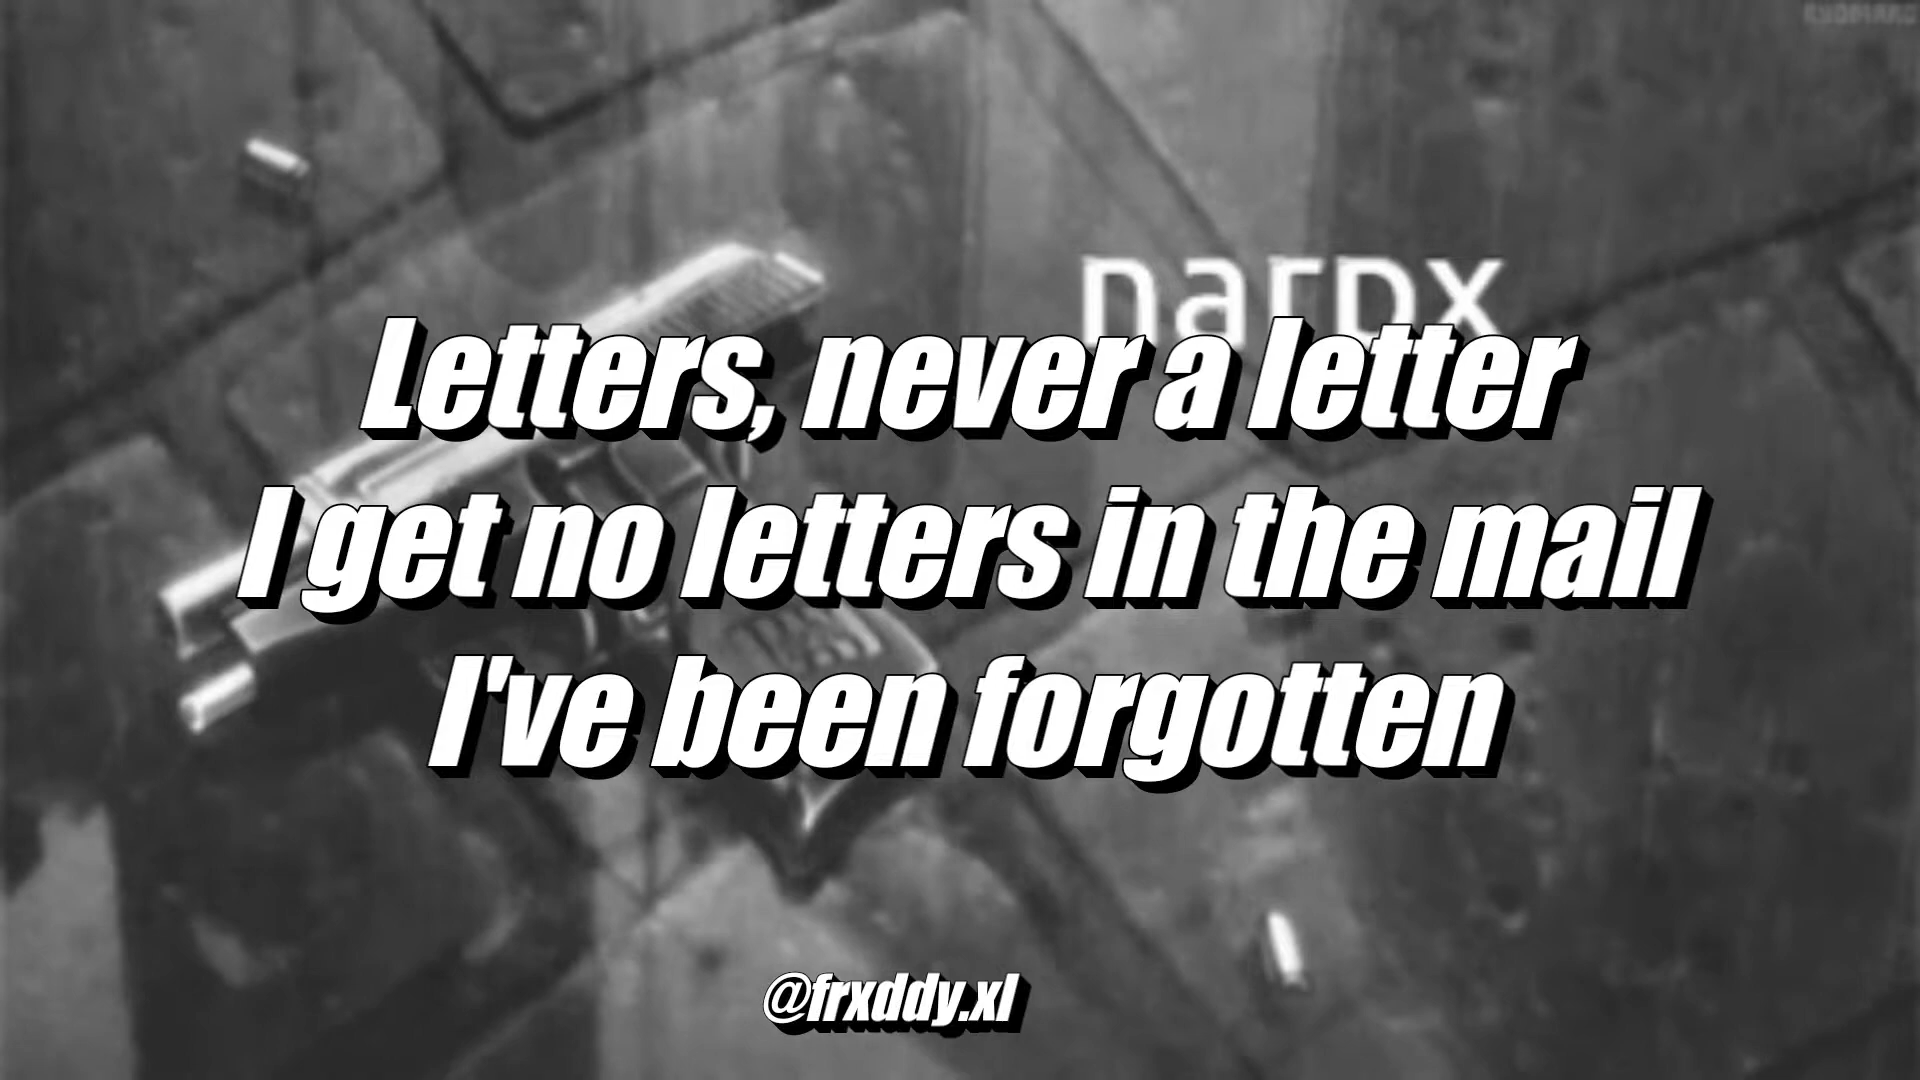 narpx
Letters, never a letter
I get no letters in the mail
I've been forgotten
@frxddy.xl